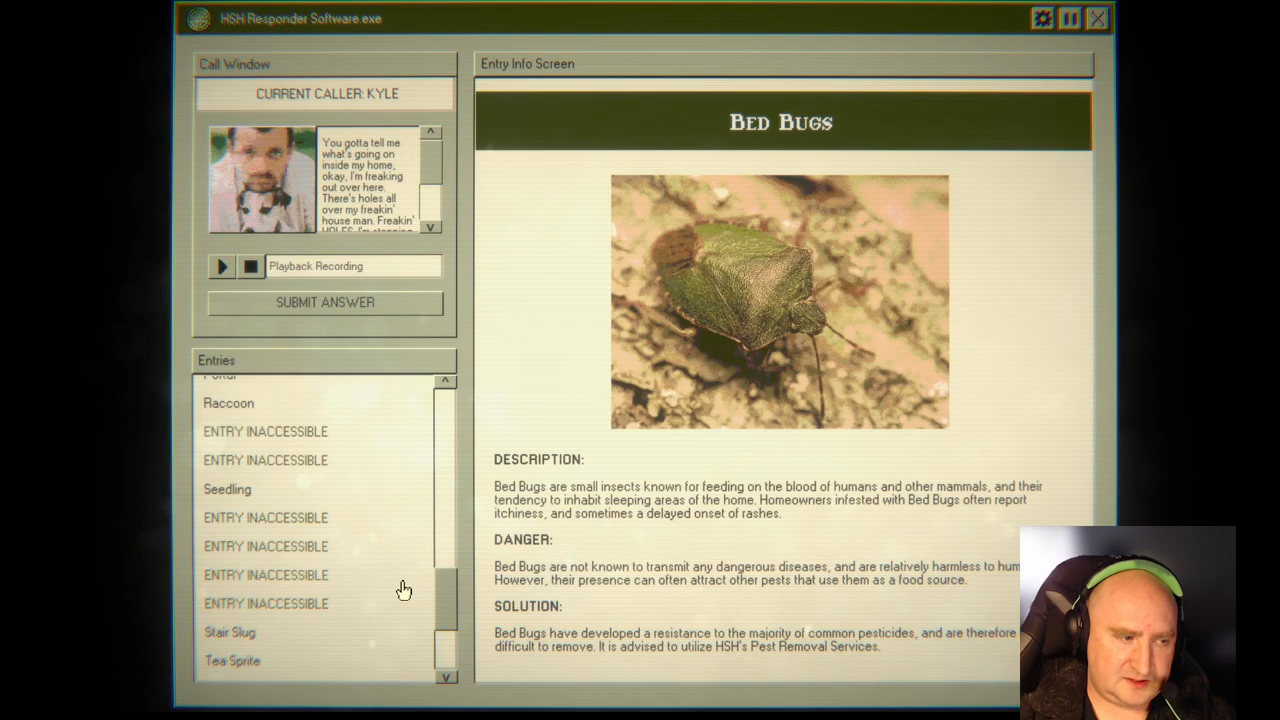 HSH Responder Software.exe
Call Window
CURRENT CALLER: KYLE
You gotta tell me
what's going on
inside my home,
okay, I'm freaking
out over here.
There's holes all
over my freakin'
house man. Freakin'
Playback Recording
SUBMIT ANSWER
Entries
Raccoon
ENTRY INACCESSIBLE
ENTRY INACCESSIBLE
Seedling
ENTRY INACCESSIBLE
ENTRY INACCESSIBLE
ENTRY INACCESSIBLE
ENTRY INACCESSIBLE
Stair Slug
Tea Sprite
Entry Info Screen
BED BUGS
DESCRIPTION:
Bed Bugs are small insects known for feeding on the blood of humans and other mammals, and their
tendency to inhabit sleeping areas of the home. Homeowners infested with Bed Bugs often report
itchiness, and sometimes a delayed onset of rashes.
DANGER:
Bed Bugs are not known to transmit any dangerous diseases, and are relatively harmless to
However, their presence can often attract other pests that use them as a food source.
SOLUTION:
Bed Bugs have developed a resistance to the majority of common pesticides, and are therefore
difficult to remove. It is advised to utilize HSH's Pest Removal Services.